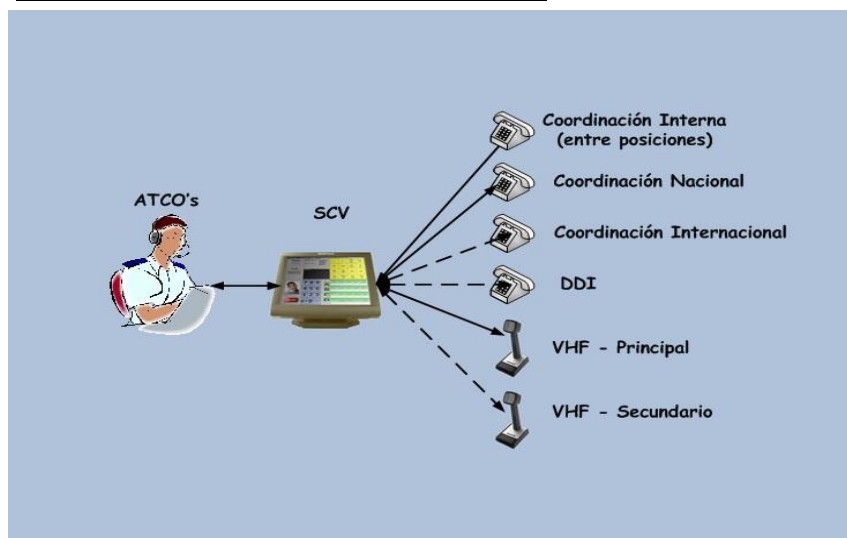 Coordinación Interna
(entre posiciones)
Coordinación Nacional
ATCO's
SCV
Coordinación Internacional
DDI
VHF - Principal
VHF - Secundario